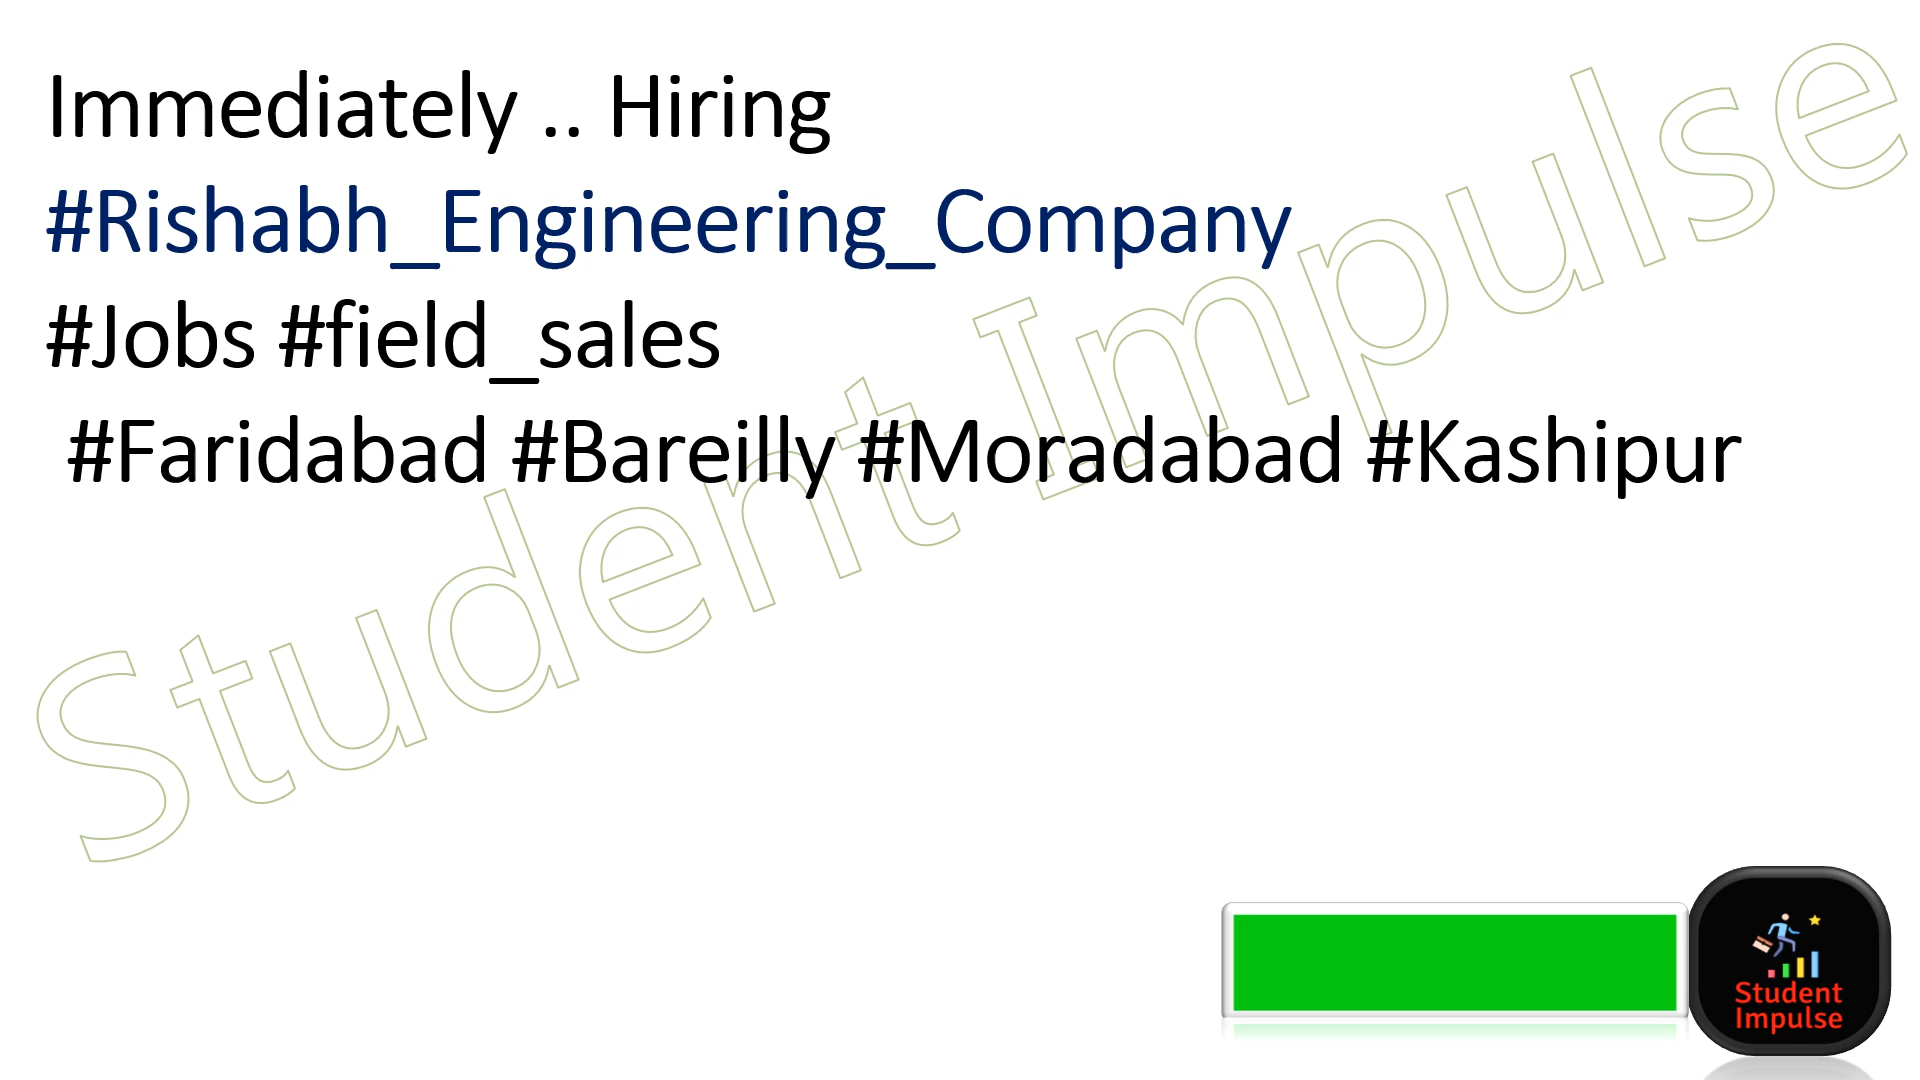 Immediately .. Hiring
#Rishabh_Engineering_Company
#Jobs #field_sales
#Faridabad #Bareilly #Moradabad #Kashipur
Student Impulse
Student
Impulse